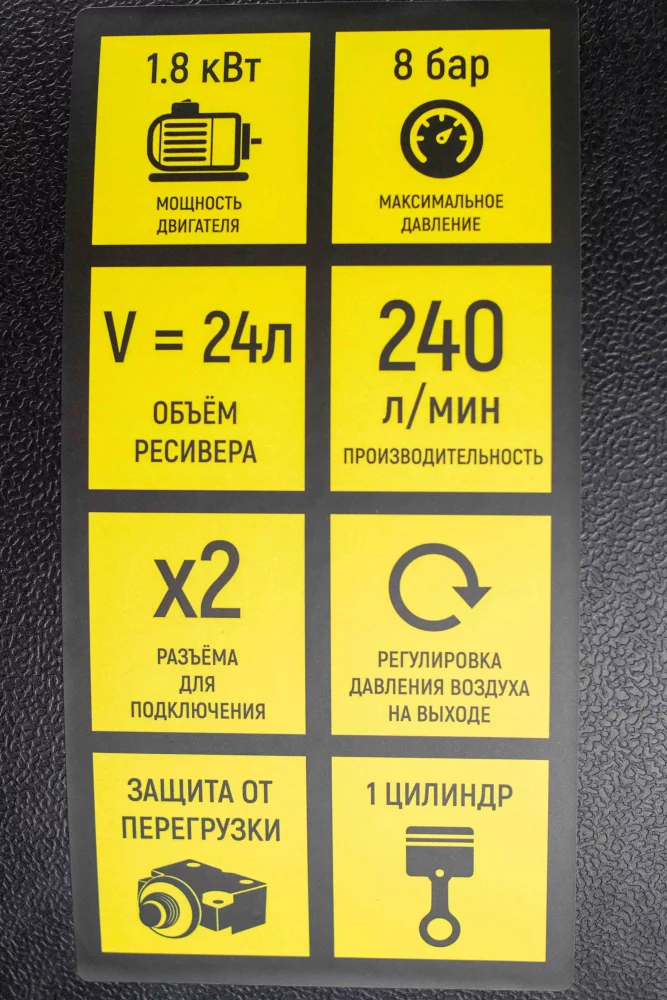 1.8 кВт
МОЩНОСТЬ
ДВИГАТЕЛЯ
8 бар
МАКСИМАЛЬНОЕ
ДАВЛЕНИЕ
V = 24л
ОБЪЁМ
РЕСИВЕРА
240
л/мин
ПРОИЗВОДИТЕЛЬНОСТЬ
x2
РАЗЪЁМА
ДЛЯ
ПОДКЛЮЧЕНИЯ
РЕГУЛИРОВКА
ДАВЛЕНИЯ ВОЗДУХА
НА ВЫХОДЕ
ЗАЩИТА ОТ
ПЕРЕГРУЗКИ
1 ЦИЛИНДР